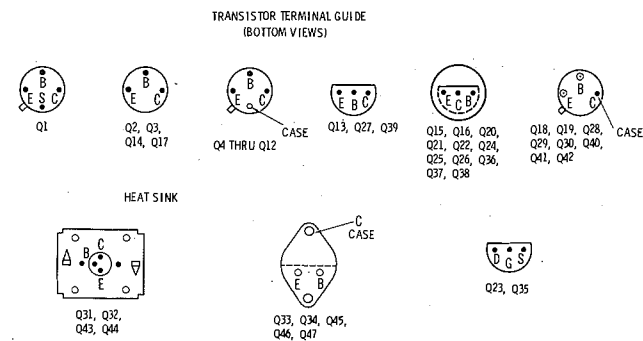 TRANSISTOR TERMINAL GUIDE
(BOTTOM VIEWS)
B
E S C
Q1
B
E C
Q2, Q3,
Q14, Q17
B
E C
CASE
Q4 THRU Q12
E B C
Q13, Q27, Q39
E C B
Q15, Q16, Q20,
Q21, Q22, Q24,
Q25, Q26, Q36,
Q37, Q38
B
E C
CASE
Q18, Q19, Q28,
Q29, Q30, Q40,
Q41, Q42
HEAT SINK
C
B
E
Q31, Q32,
Q43, Q44
C
CASE
E B
Q33, Q34, Q45,
Q46, Q47
D G S
Q23, Q35